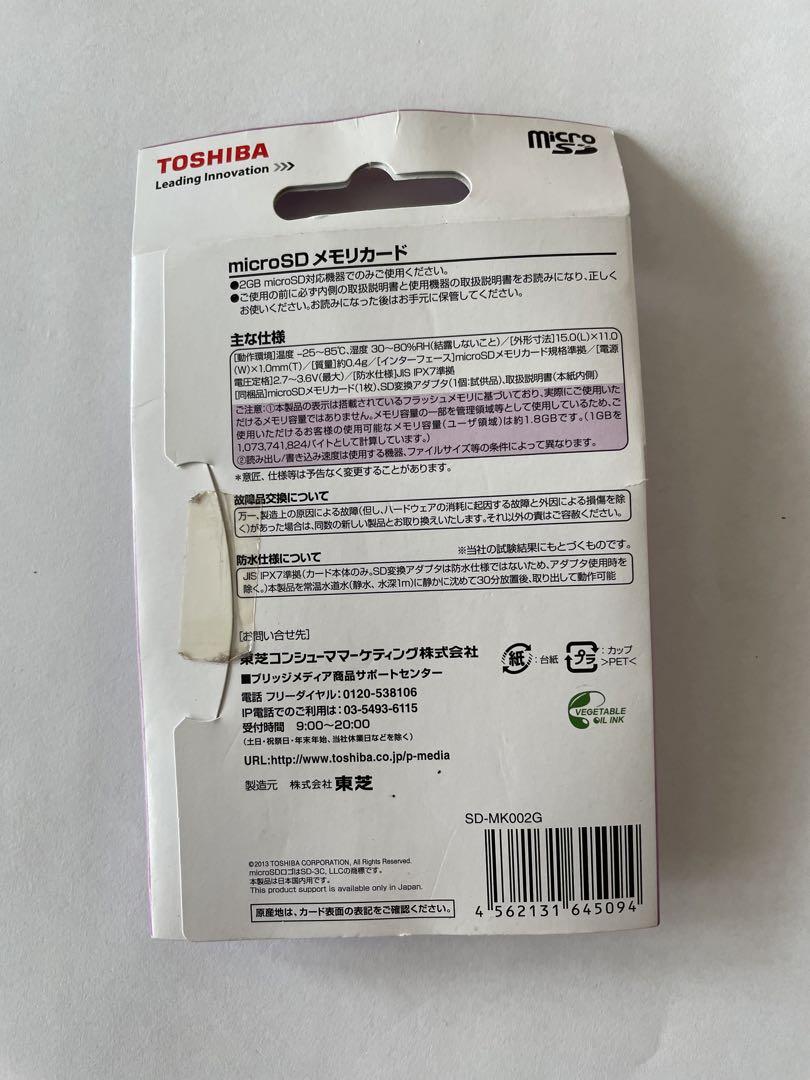 TOSHIBA
Leading Innovation >>>
micro SD
microSD メモリカード
●2GB microSD対応機器でのみご使用ください。
●ご使用の前に必ず内側の取扱説明書と使用機器の取扱説明書をお読みになり、正しく
お使いください。お読みになった後はお手元に保管してください。
主な仕様
[動作環境]温度 −25〜85℃、湿度 30〜80%RH(結露しないこと)/[外形寸法]15.0(L)×11.0
(W)×1.0mm(T)/[質量]約0.4g/[インターフェース]microSDメモリカード規格準拠/[電源
電圧定格]2.7〜3.6V(最大)/[防水仕様]JIS IPX7準拠
[同梱品]microSDメモリカード(1枚)、SD変換アダプタ(1個:試供品)、取扱説明書(本紙内側)
ご注意:①本製品の表示は搭載されているフラッシュメモリに基づいており、実際にご使用いた
だけるメモリ容量ではありません。メモリ容量の一部を管理領域等として使用しているため、ご
使用いただけるお客様の使用可能なメモリ容量(ユーザ領域)は約1.8GBです。(1GBを
1,073,741,824バイトとして計算しています。)
②読み出し/書き込み速度は使用する機器、ファイルサイズ等の条件によって異なります。
*意匠、仕様等は予告なく変更することがあります。
故障品交換について
万一、製造上の原因による故障(但し、ハードウェアの消耗に起因する故障と外因による損傷を除
く)があった場合は、同数の新しい製品とお取り換えいたします。それ以外の責はご容赦ください。
防水仕様について
※当社の試験結果にもとづくものです。
JIS IPX7準拠(カード本体のみ。SD変換アダプタは防水仕様ではないため、アダプタ使用時を
除く。)本製品を常温水道水(静水、水深1m)に静かに沈めて30分放置後、取り出して動作可能
[お問い合せ先]
東芝コンシューママーケティング株式会社
■ブリッジメディア商品サポートセンター
電話 フリーダイヤル:0120-538106
IP電話でのご利用は:03-5493-6115
受付時間 9:00〜20:00
(土日・祝祭日・年末年始、当社休業日などを除く)
URL:http://www.toshiba.co.jp/p-media
製造元 株式会社 東芝
紙
:台紙
プラ
:カップ
>PET<
VEGETABLE
OIL INK
SD-MK002G
©2013 TOSHIBA CORPORATION, All Rights Reserved.
microSDロゴはSD-3C, LLCの商標です。
本製品は日本国内用です。
This product support is available only in Japan.
原産地は、カード表面の表記をご確認ください。
4 562131 645094